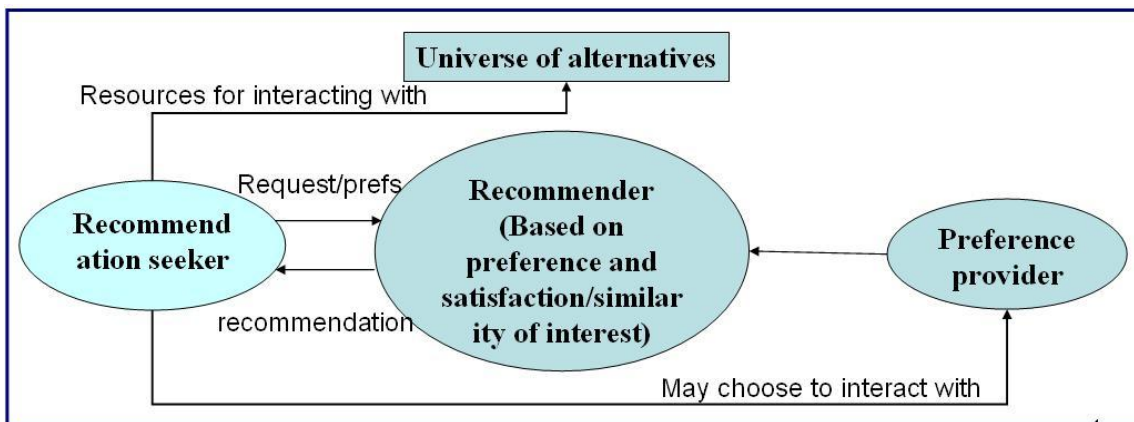 Universe of alternatives
Resources for interacting with
Request/prefs
Recommend
ation seeker
recommendation
Recommender
(Based on
preference and
satisfaction/similar
ity of interest)
Preference
provider
May choose to interact with